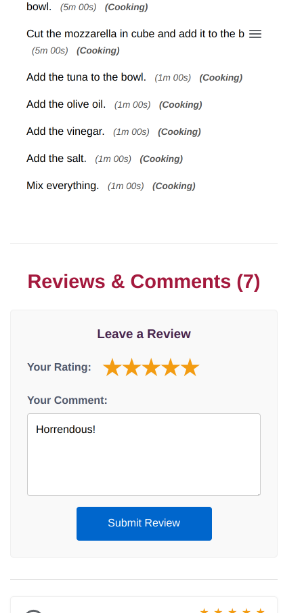 bowl. (5m 00s) (Cooking)
Cut the mozzarella in cube and add it to the b
(5m 00s) (Cooking)
Add the tuna to the bowl. (1m 00s) (Cooking)
Add the olive oil. (1m 00s) (Cooking)
Add the vinegar. (1m 00s) (Cooking)
Add the salt. (1m 00s) (Cooking)
Mix everything. (1m 00s) (Cooking)
Reviews & Comments (7)
Leave a Review
Your Rating:
Your Comment:
Horrendous!
Submit Review